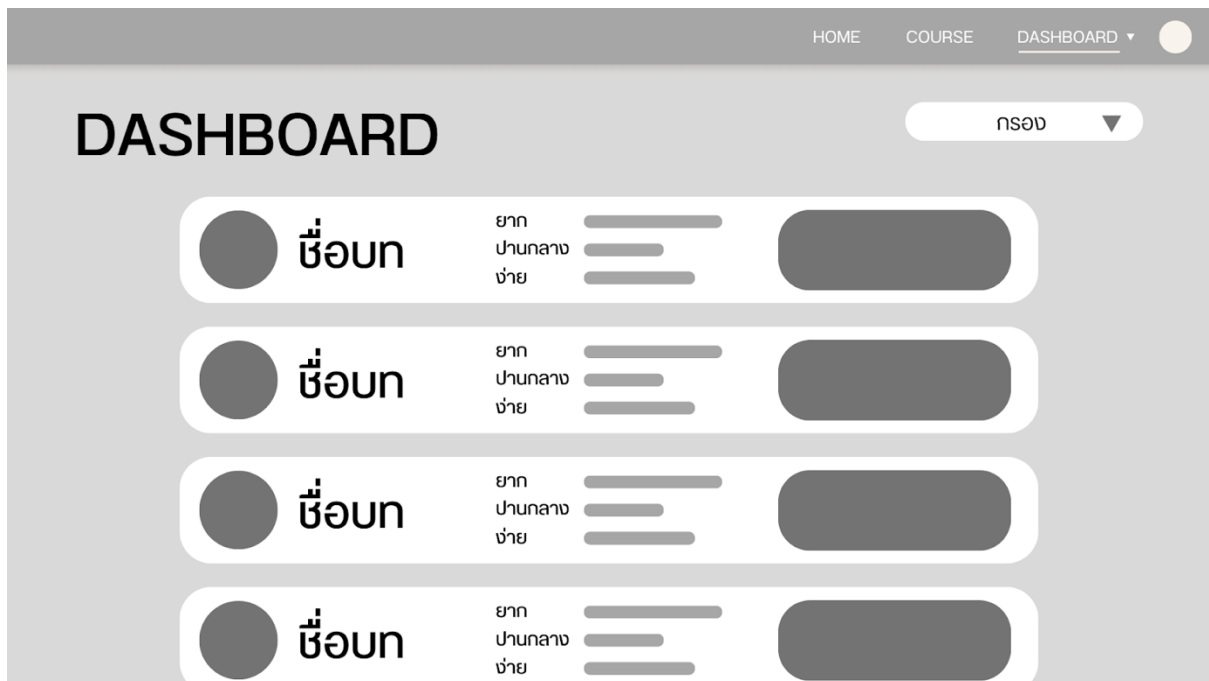 HOME COURSE DASHBOARD
DASHBOARD
กรอง
ชื่อบท
ยาก
ปานกลาง
ง่าย
ชื่อบท
ยาก
ปานกลาง
ง่าย
ชื่อบท
ยาก
ปานกลาง
ง่าย
ชื่อบท
ยาก
ปานกลาง
ง่าย